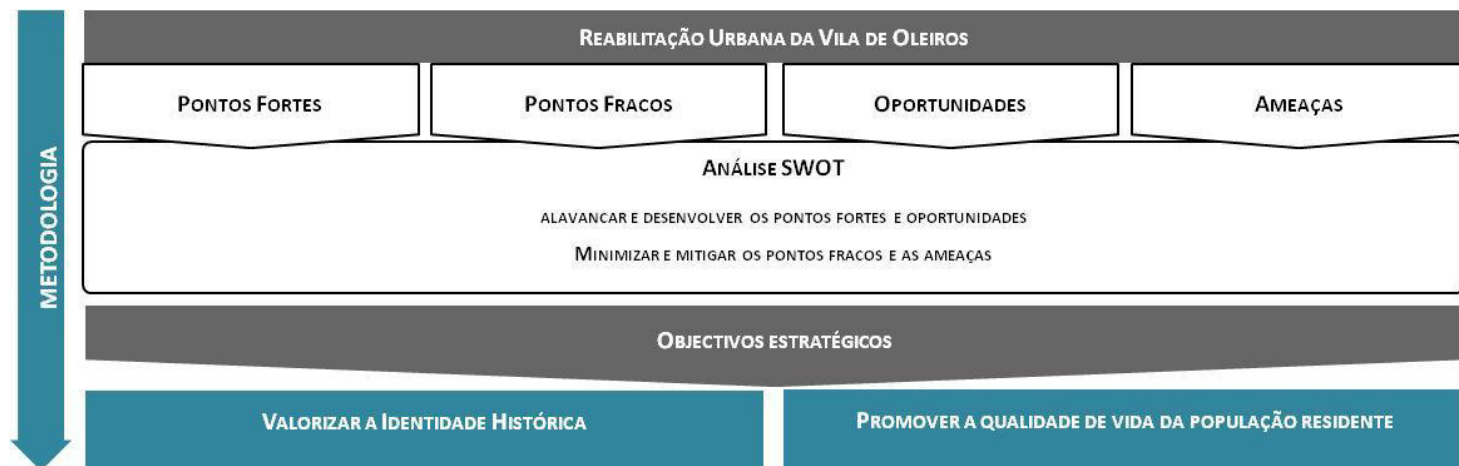 METODOLOGIA
REABILITAÇÃO URBANA DA VILA DE OLEIROS
PONTOS FORTES
PONTOS FRACOS
OPORTUNIDADES
AMEAÇAS
ANÁLISE SWOT
ALAVANCAR E DESENVOLVER OS PONTOS FORTES E OPORTUNIDADES
MINIMIZAR E MITIGAR OS PONTOS FRACOS E AS AMEAÇAS
OBJECTIVOS ESTRATÉGICOS
VALORIZAR A IDENTIDADE HISTÓRICA
PROMOVER A QUALIDADE DE VIDA DA POPULAÇÃO RESIDENTE